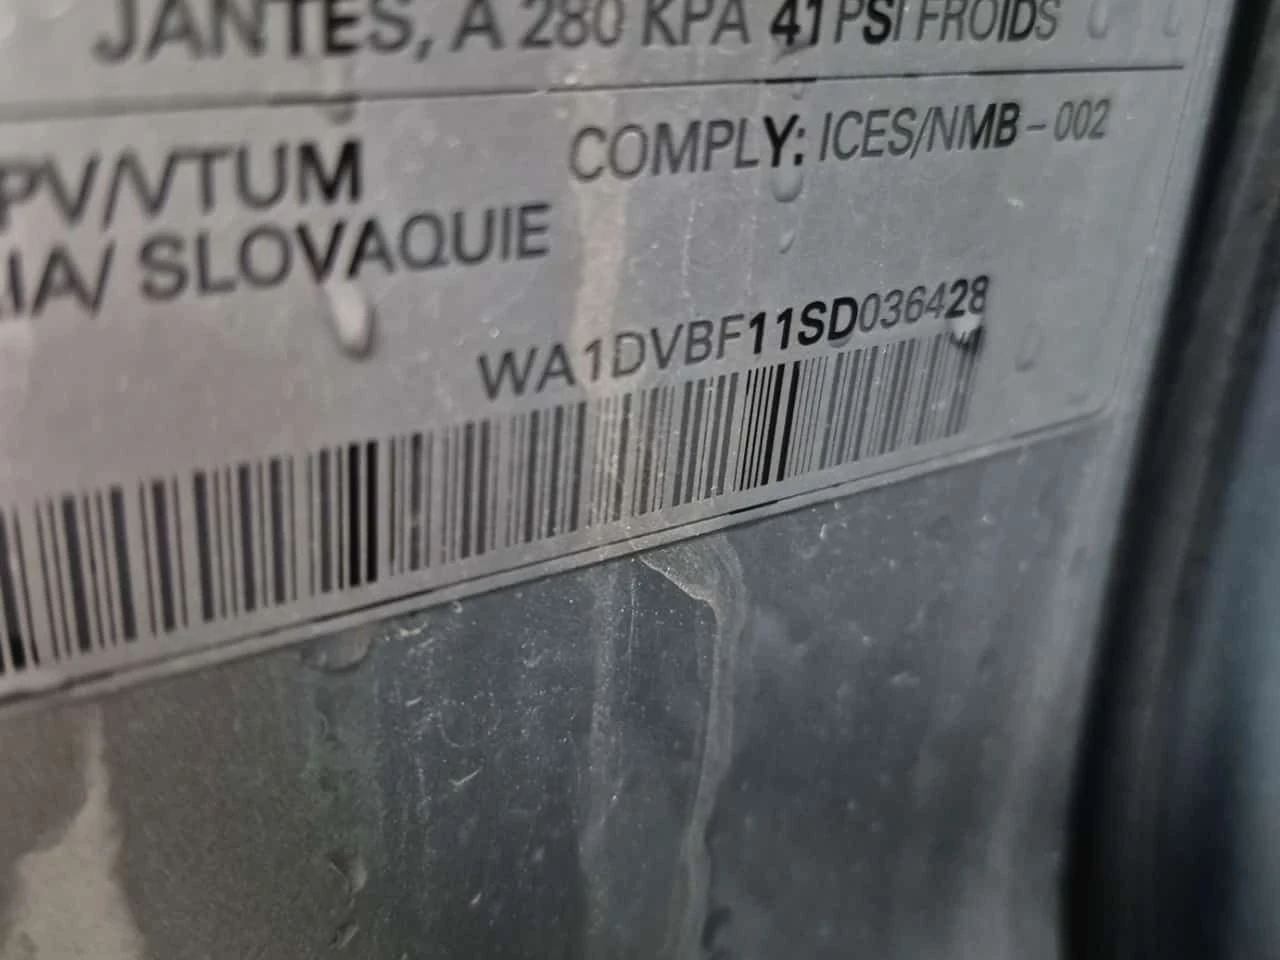 JANTES, A 280 KPA 41 PSI FROIDS
PV/VTUM
COMPLY: ICES/NMB-002
IA/ SLOVAQUIE
WA1DVBF11SD036428